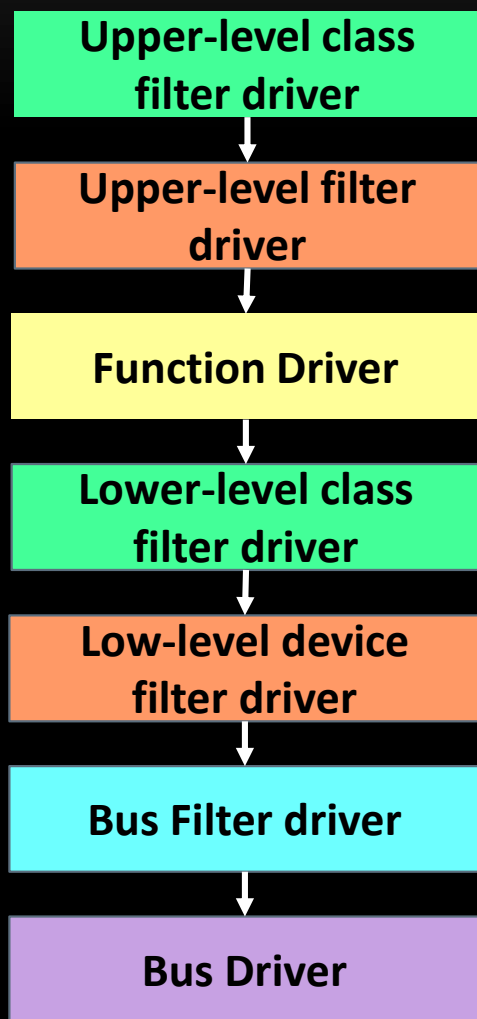 Upper-level class
filter driver
Upper-level filter
driver
Function Driver
Lower-level class
filter driver
Low-level device
filter driver
Bus Filter driver
Bus Driver